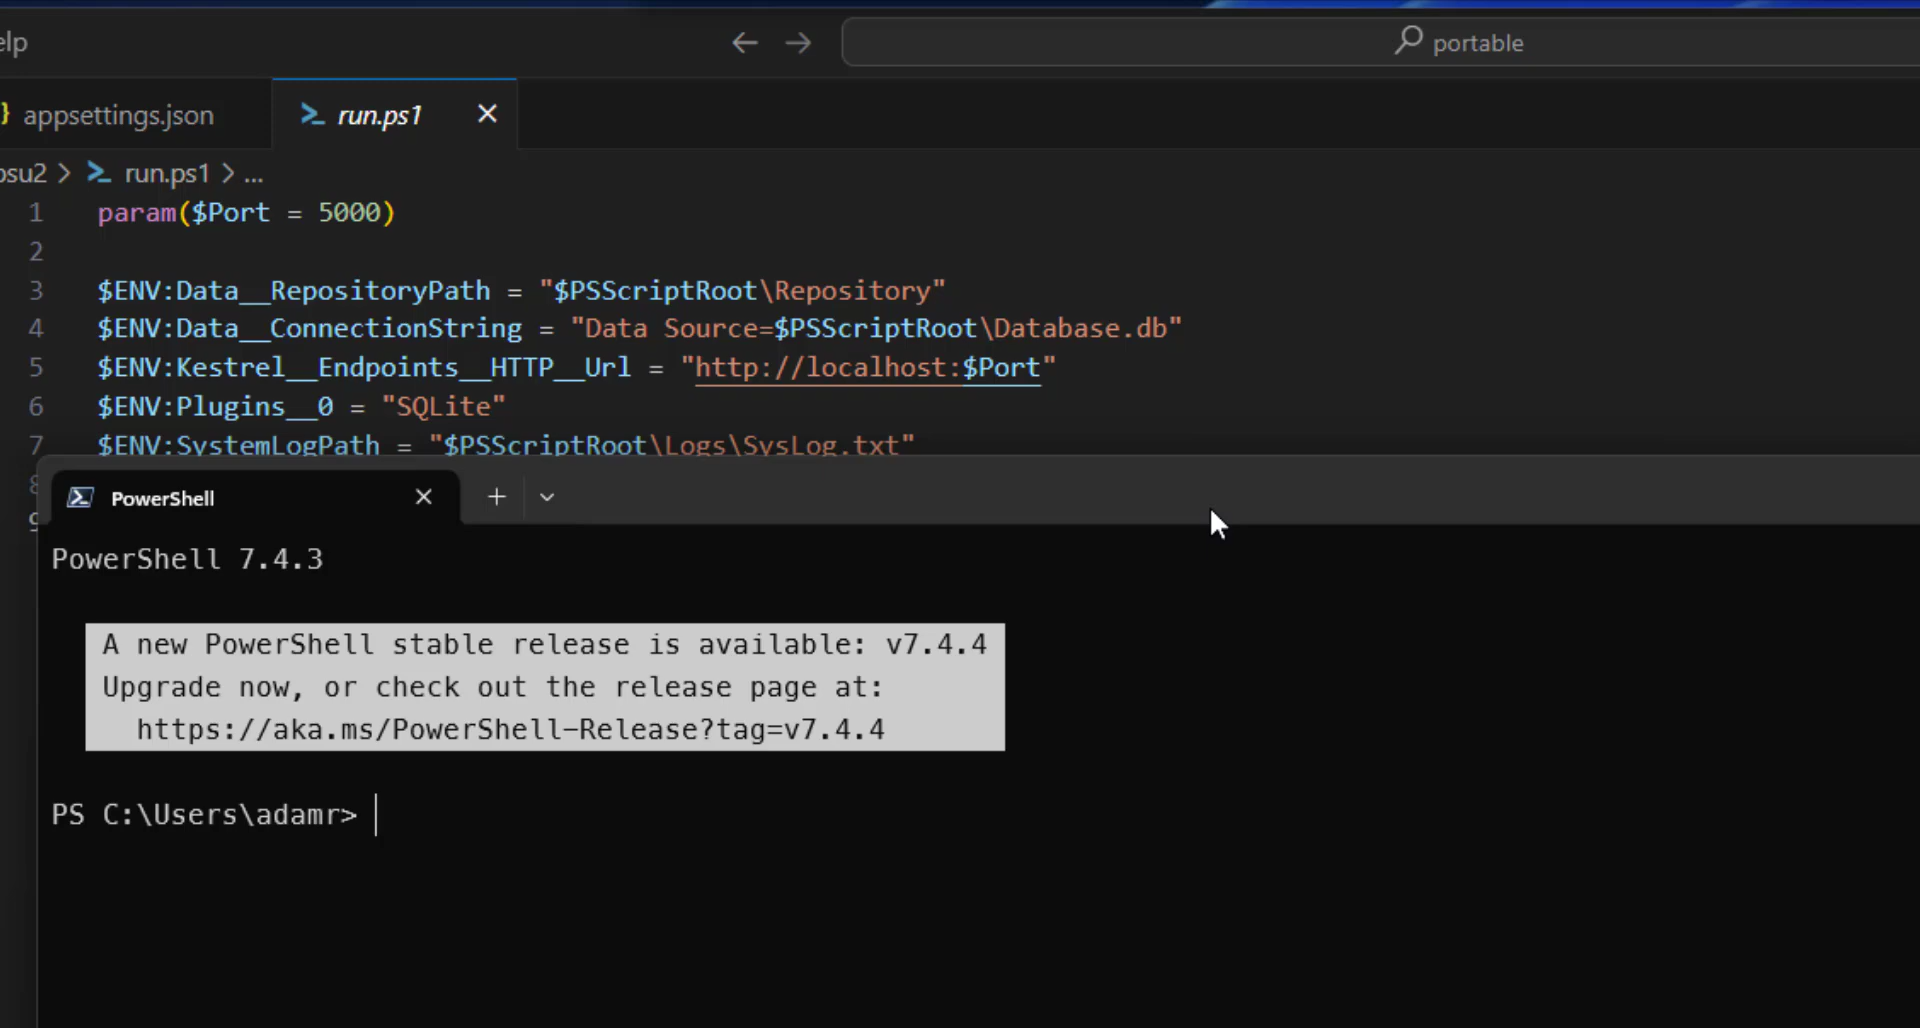 elp
portable
appsettings.json
run.ps1
psu2 > run.ps1 > ...
1 param($Port = 5000)
2
3 $ENV:Data__RepositoryPath = "$PSScriptRoot\Repository"
4 $ENV:Data__ConnectionString = "Data Source=$PSScriptRoot\Database.db"
5 $ENV:Kestrel__Endpoints__HTTP__Url = "http://localhost:$Port"
6 $ENV:Plugins__0 = "SQLite"
7 $ENV:SystemLogPath = "$PSScriptRoot\Logs\SysLog.txt"
8
9
PowerShell
PowerShell 7.4.3
A new PowerShell stable release is available: v7.4.4
Upgrade now, or check out the release page at:
https://aka.ms/PowerShell-Release?tag=v7.4.4
PS C:\Users\adamr>